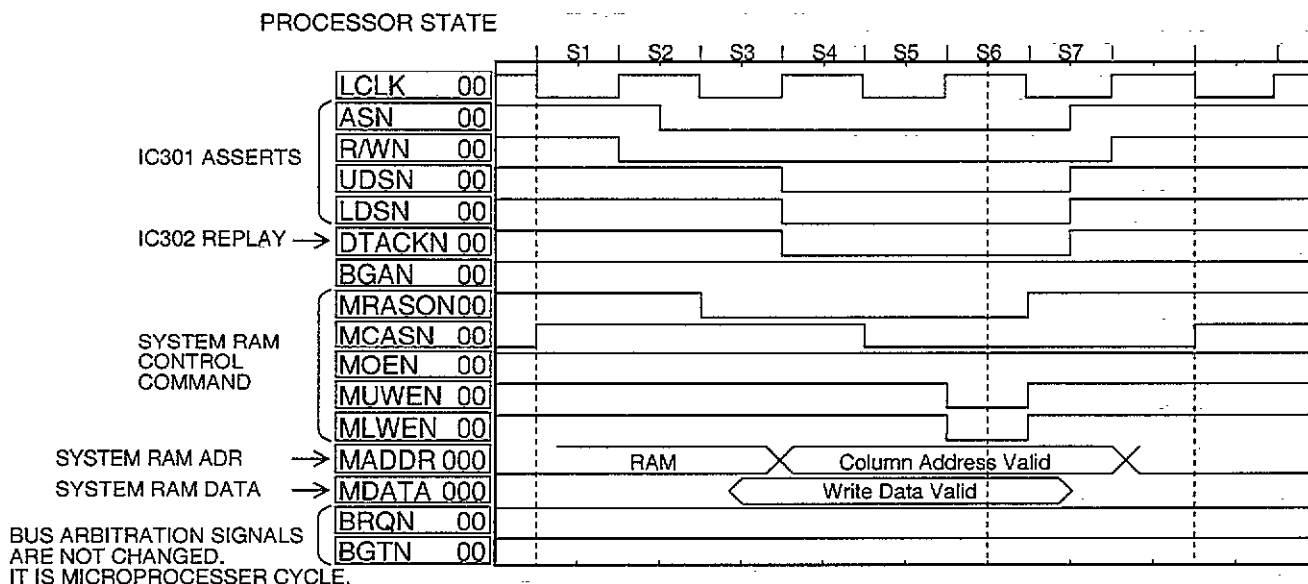 PROCESSOR STATE
S1 S2 S3 S4 S5 S6 S7
LCLK 00
ASN 00
R/WN 00
IC301 ASSERTS
UDSN 00
LDSN 00
IC302 REPLAY → DTACKN 00
BGAN 00
MRASON00
MCASN 00
SYSTEM RAM
CONTROL
COMMAND
MOEN 00
MUWEN 00
MLWEN 00
SYSTEM RAM ADR → MADDR 000 RAM Column Address Valid
SYSTEM RAM DATA → MDATA 000 Write Data Valid
BRQN 00
BGTN 00
BUS ARBITRATION SIGNALS
ARE NOT CHANGED.
IT IS MICROPROCESSER CYCLE.